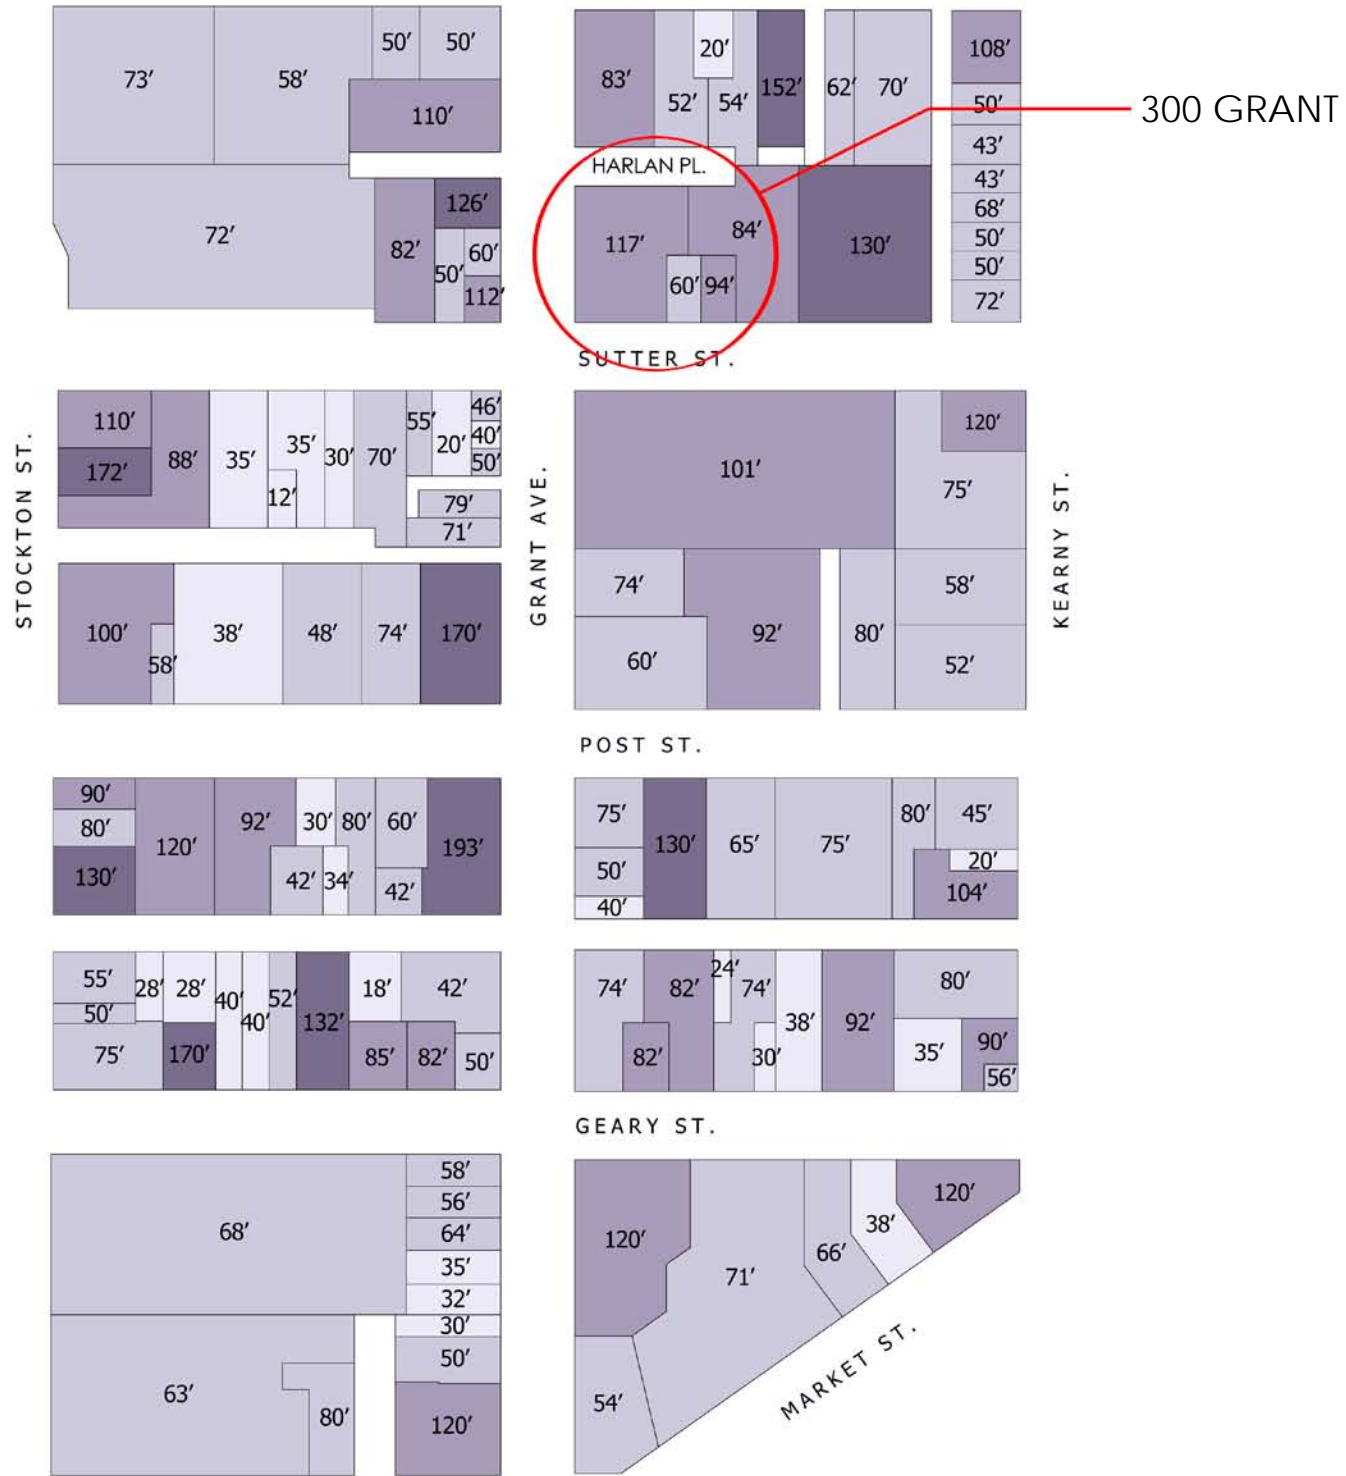 73′ 58′ 50′ 50′
110′
72′ 82′ 126′
50′ 60′
112′
83′ 52′ 20′ 54′ 152′ 62′ 70′
108′
50′
43′
43′
68′
50′
50′
72′
300 GRANT
HARLAN PL.
117′ 84′ 130′
60′ 94′
SUTTER ST.
STOCKTON ST.
110′ 88′ 35′ 35′ 30′ 70′ 55′ 20′ 46′
40′
172′ 12′ 50′
79′
71′
GRANT AVE.
101′ 120′
75′
KEARNY ST.
100′ 58′ 38′ 48′ 74′ 170′
74′ 92′ 80′ 58′
60′ 52′
POST ST.
90′ 120′ 92′ 30′ 80′ 60′ 193′
80′
130′ 42′ 34′ 42′
75′ 130′ 65′ 75′ 80′ 45′
50′ 20′
40′ 104′
55′ 28′ 28′ 40′ 40′ 52′ 132′ 18′ 42′
50′
75′ 170′ 85′ 82′ 50′
74′ 82′ 24′ 74′ 38′ 92′ 80′
82′ 30′ 35′ 90′
56′
GEARY ST.
68′ 58′
56′
64′
35′
32′
30′
63′ 80′ 50′
120′
120′ 71′ 66′ 38′ 120′
54′
MARKET ST.